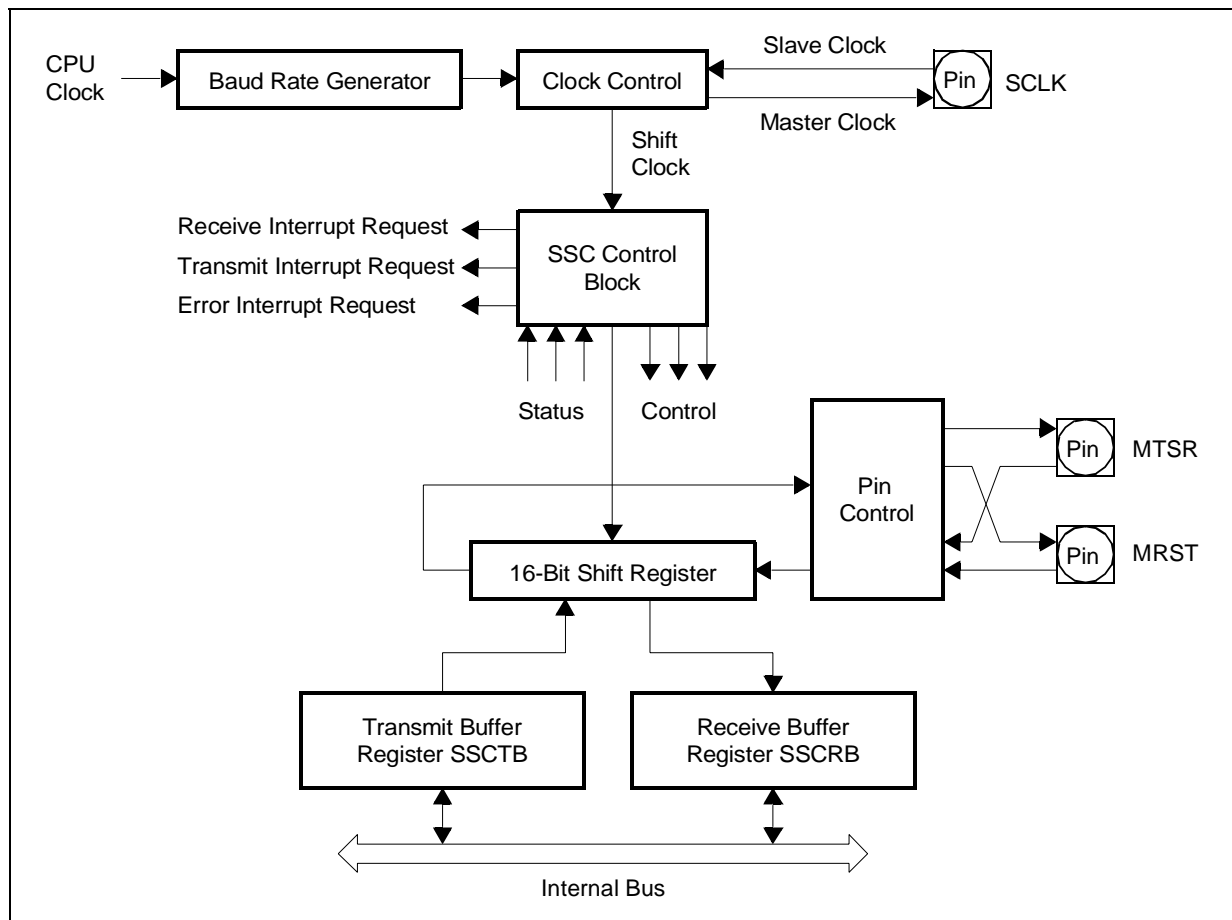 CPU
Clock
Baud Rate Generator
Clock Control
Slave Clock
Master Clock
Pin
SCLK
Shift
Clock
Receive Interrupt Request
Transmit Interrupt Request
Error Interrupt Request
SSC Control
Block
Status
Control
Pin
Control
Pin
MTSR
Pin
MRST
16-Bit Shift Register
Transmit Buffer
Register SSCTB
Receive Buffer
Register SSCRB
Internal Bus